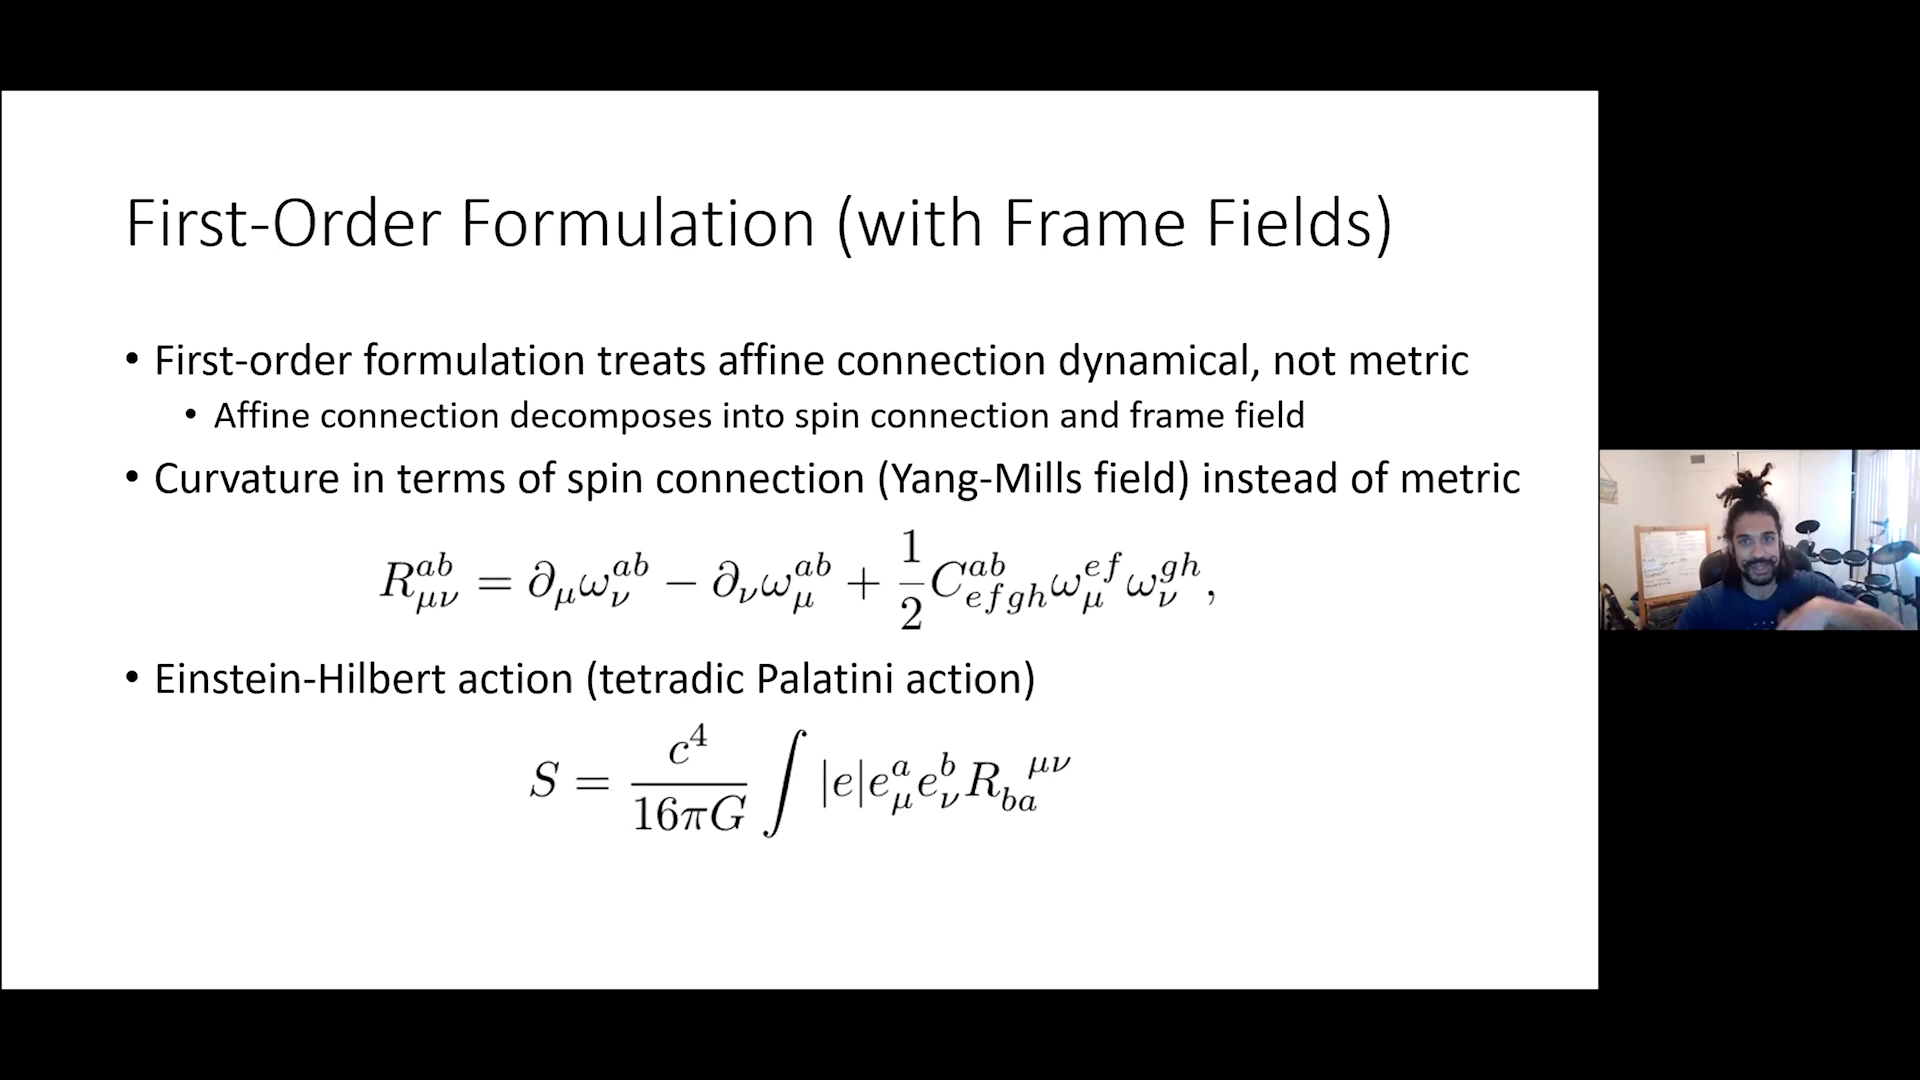 First-Order Formulation (with Frame Fields)
• First-order formulation treats affine connection dynamical, not metric
• Affine connection decomposes into spin connection and frame field
• Curvature in terms of spin connection (Yang-Mills field) instead of metric
$R^{ab}_{\mu\nu} = \partial_\mu \omega^{ab}_\nu - \partial_\nu \omega^{ab}_\mu + \frac{1}{2} C^{ab}_{efgh} \omega^{ef}_\mu \omega^{gh}_\nu,$
• Einstein-Hilbert action (tetradic Palatini action)
$S = \frac{c^4}{16\pi G} \int |e| e^a_\mu e^b_\nu R_{ba}{}^{\mu\nu}$